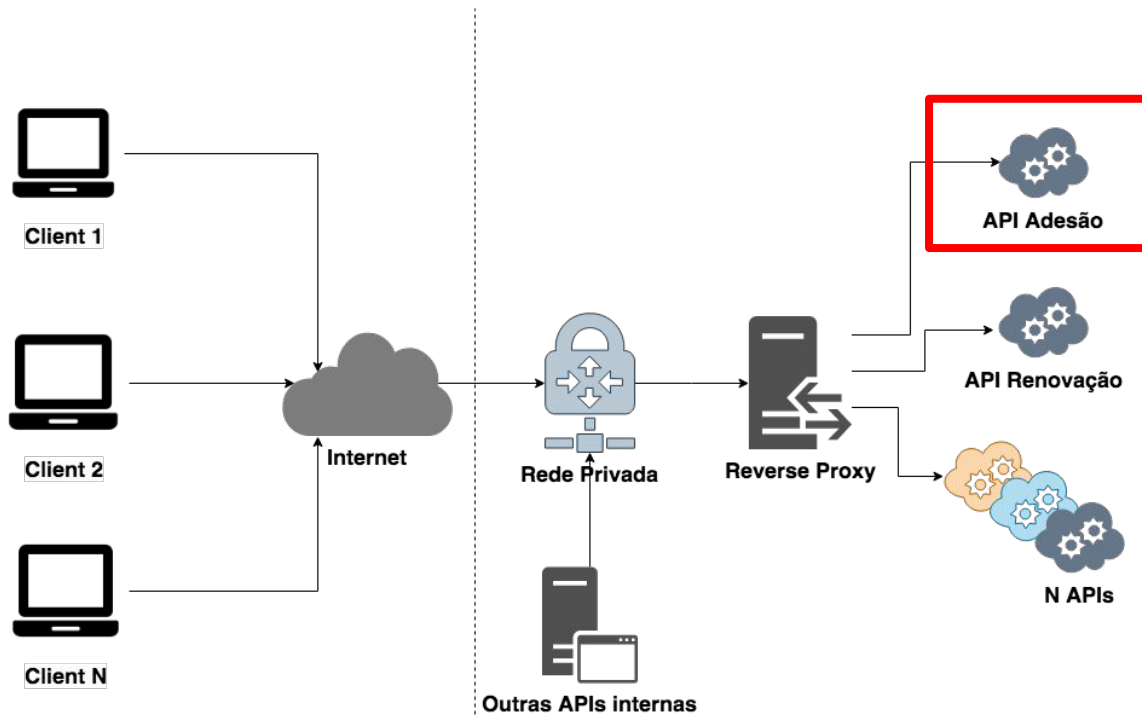 Client 1
Client 2
Client N
Internet
Rede Privada
Outras APIs internas
Reverse Proxy
API Adesão
API Renovação
N APIs